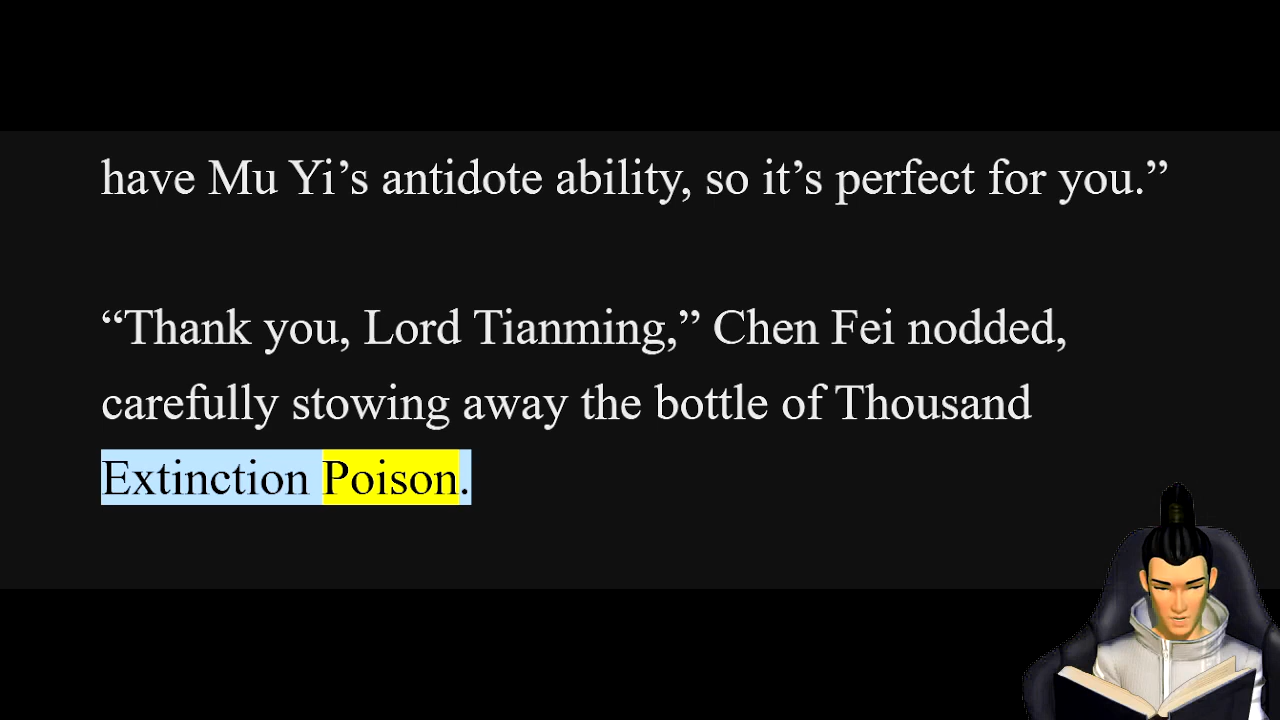 have Mu Yi’s antidote ability, so it’s perfect for you.”
“Thank you, Lord Tianming,” Chen Fei nodded,
carefully stowing away the bottle of Thousand
Extinction Poison.